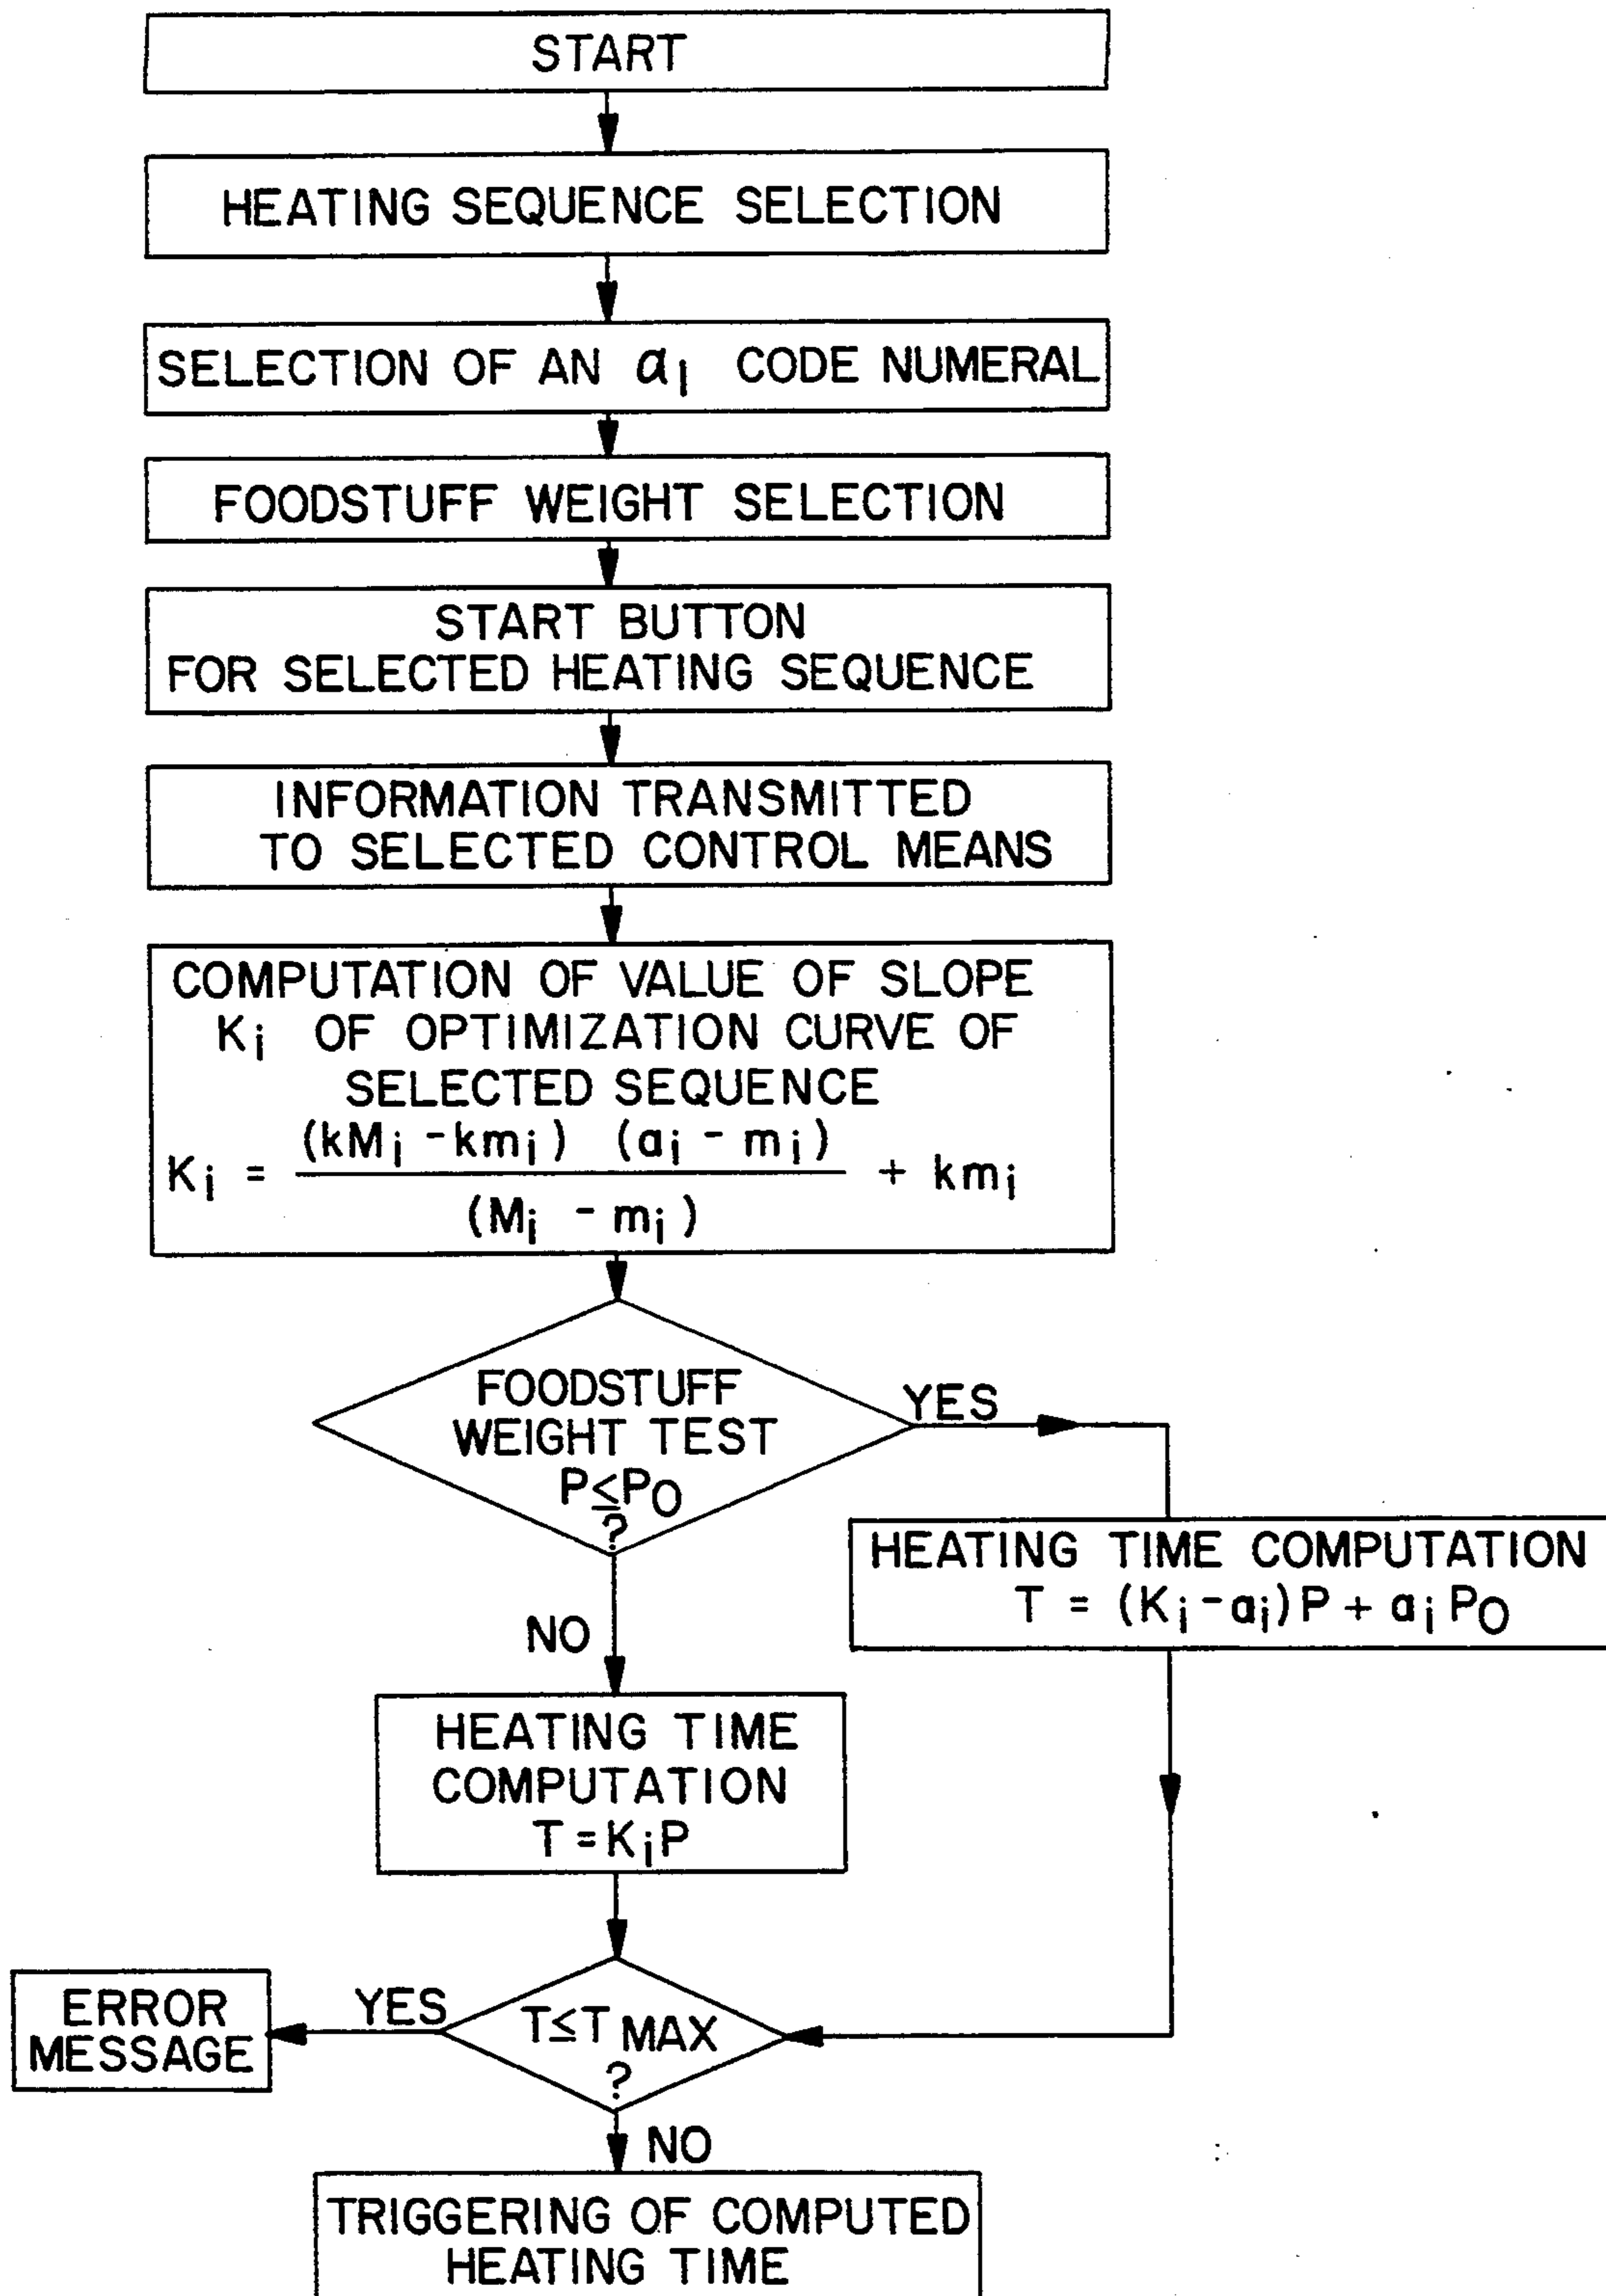 START
HEATING SEQUENCE SELECTION
SELECTION OF AN ai CODE NUMERAL
FOODSTUFF WEIGHT SELECTION
START BUTTON
FOR SELECTED HEATING SEQUENCE
INFORMATION TRANSMITTED
TO SELECTED CONTROL MEANS
COMPUTATION OF VALUE OF SLOPE
Ki OF OPTIMIZATION CURVE OF
SELECTED SEQUENCE
Ki = (kMi - kmi) (ai - mi) / (Mi - mi) + kmi
FOODSTUFF
WEIGHT TEST
P≤PO
?
YES
HEATING TIME COMPUTATION
T = (Ki - ai) P + ai PO
NO
HEATING TIME
COMPUTATION
T = KiP
T≤T MAX
?
YES
ERROR
MESSAGE
NO
TRIGGERING OF COMPUTED
HEATING TIME